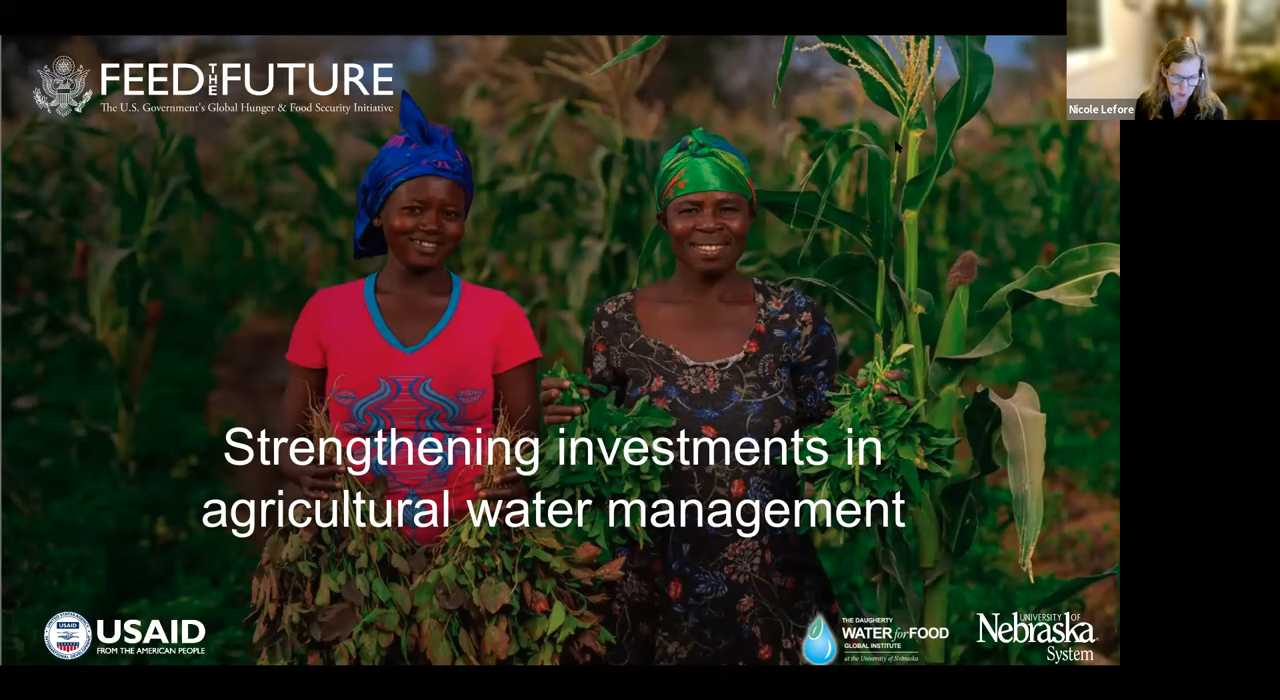 FEED THE FUTURE
The U.S. Government's Global Hunger & Food Security Initiative
Nicole Lefore
Strengthening investments in
agricultural water management
USAID
USAID
FROM THE AMERICAN PEOPLE
THE DAUGHERTY
WATER for FOOD
GLOBAL INSTITUTE
at the University of Nebraska
UNIVERSITY OF
Nebraska
System